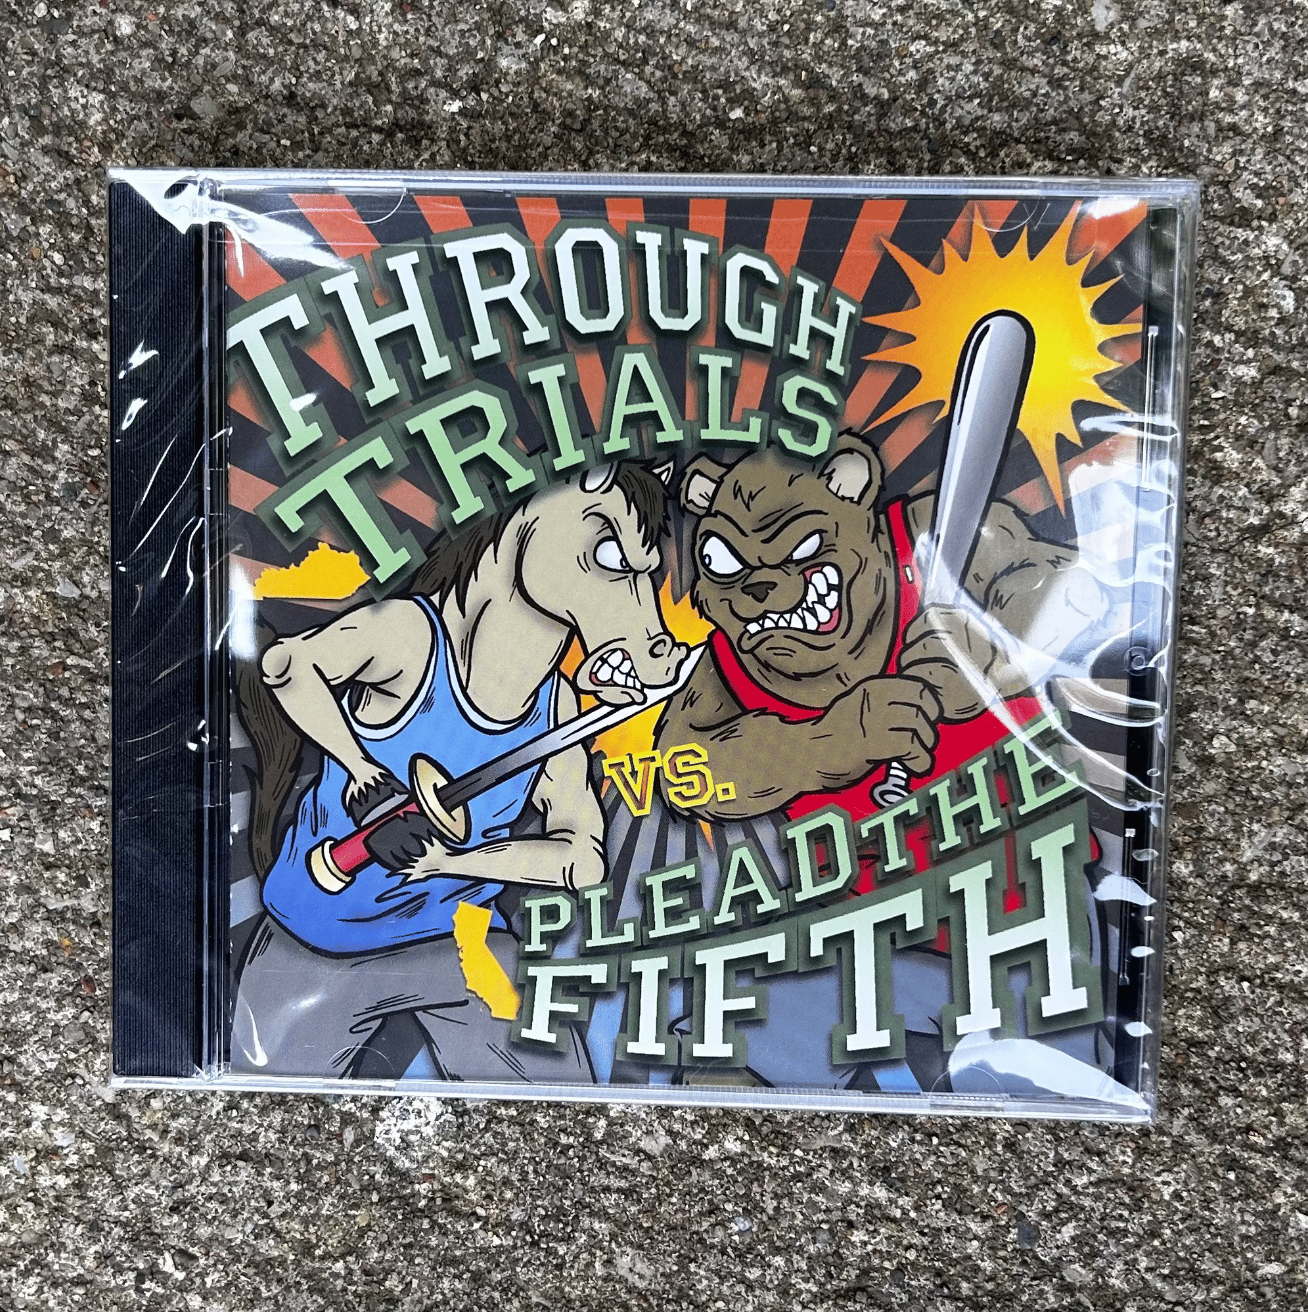 THROUGH
TRIALS
VS.
PLEAD THE
FIFTH